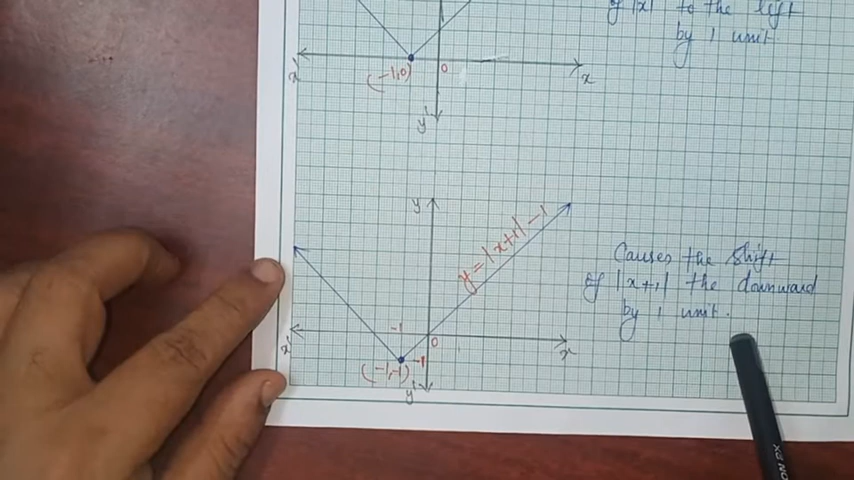 of |x| to the left
by 1 unit.
x'
(-1,0)
0
x
y'
y
y=|x+1|-1
Causes the shift
of |x+1| the downward
by 1 unit.
-1
x'
0
x
(-1,-1)
-1
y'